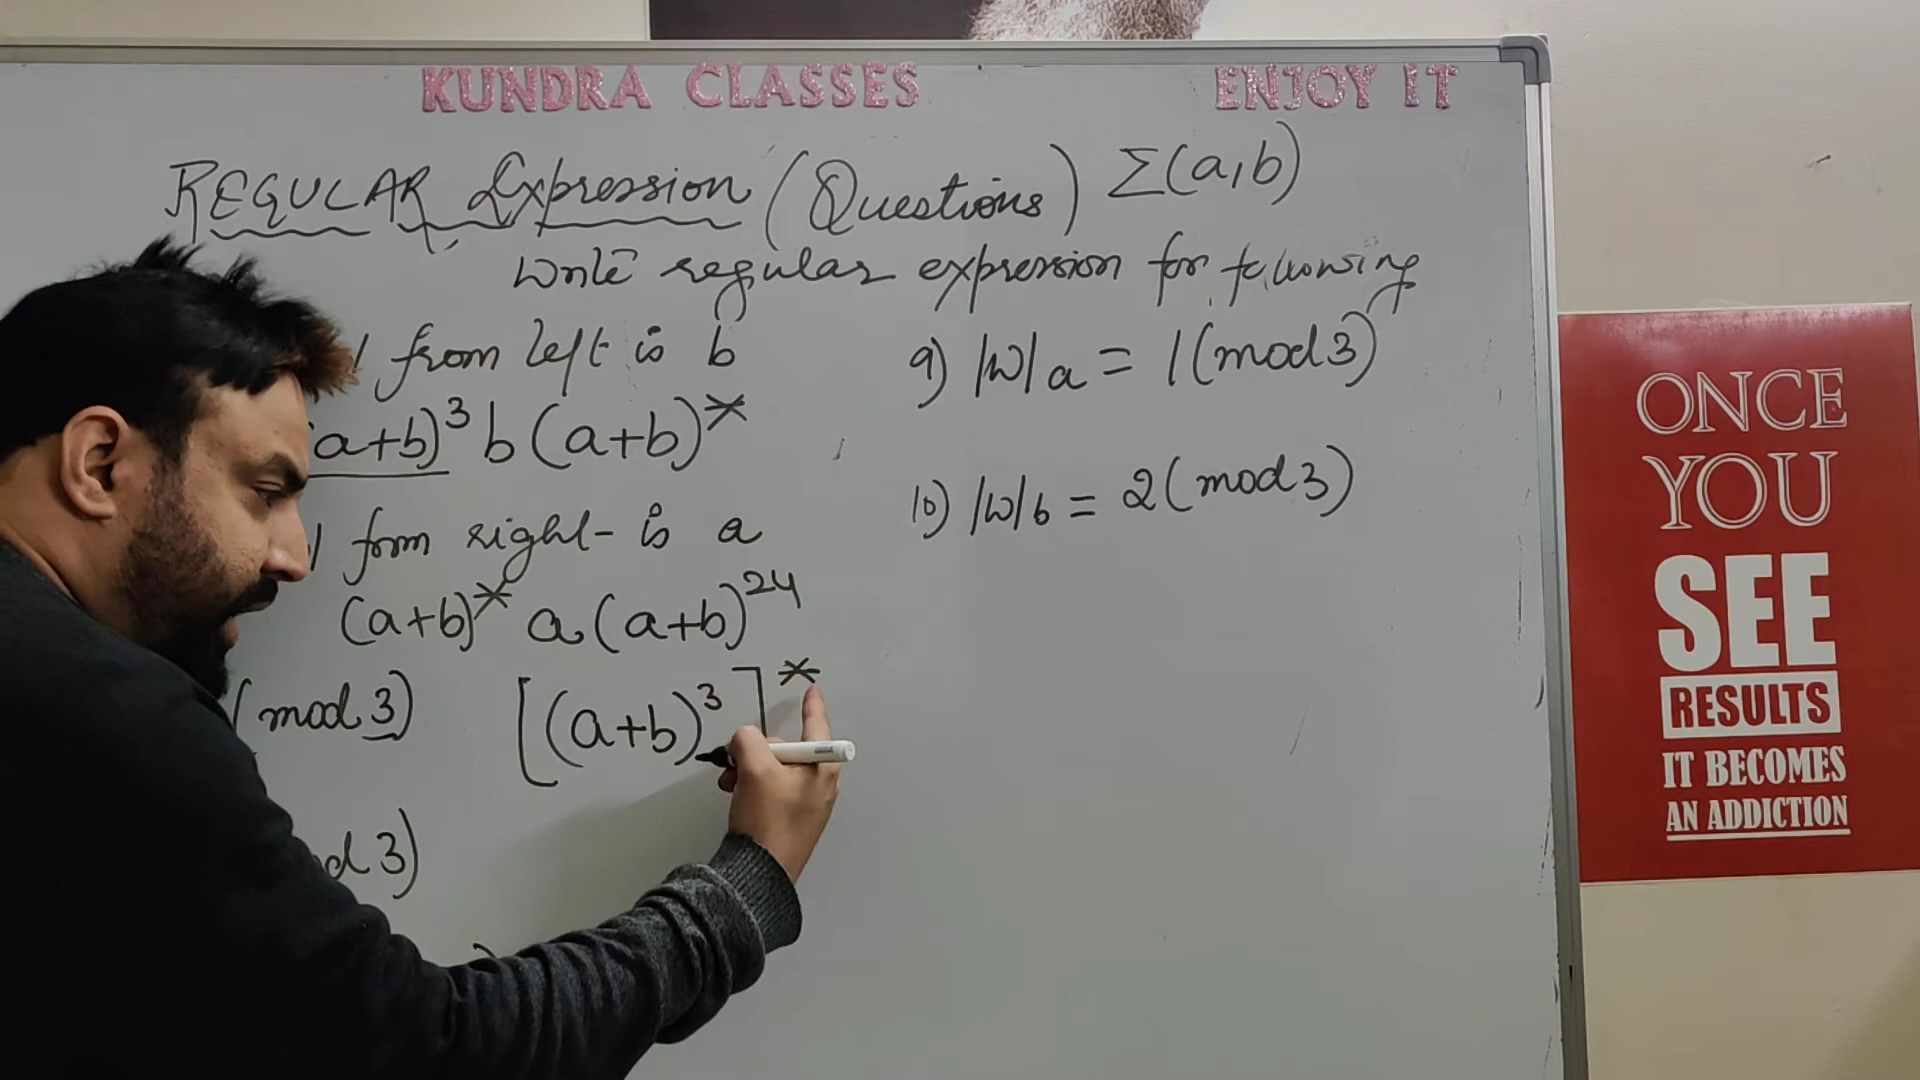 KUNDRA CLASSES ENJOY IT
REGULAR Expression (Questions) Σ(a,b)
Write regular expression for following
from left is b
a+b)³ b (a+b)*
from right is a
(a+b)* a (a+b)²⁴
(mod 3) [(a+b)³]*
d 3)
9) |w|a = 1 (mod 3)
10) |w|b = 2 (mod 3)
ONCE
YOU
SEE
RESULTS
IT BECOMES
AN ADDICTION